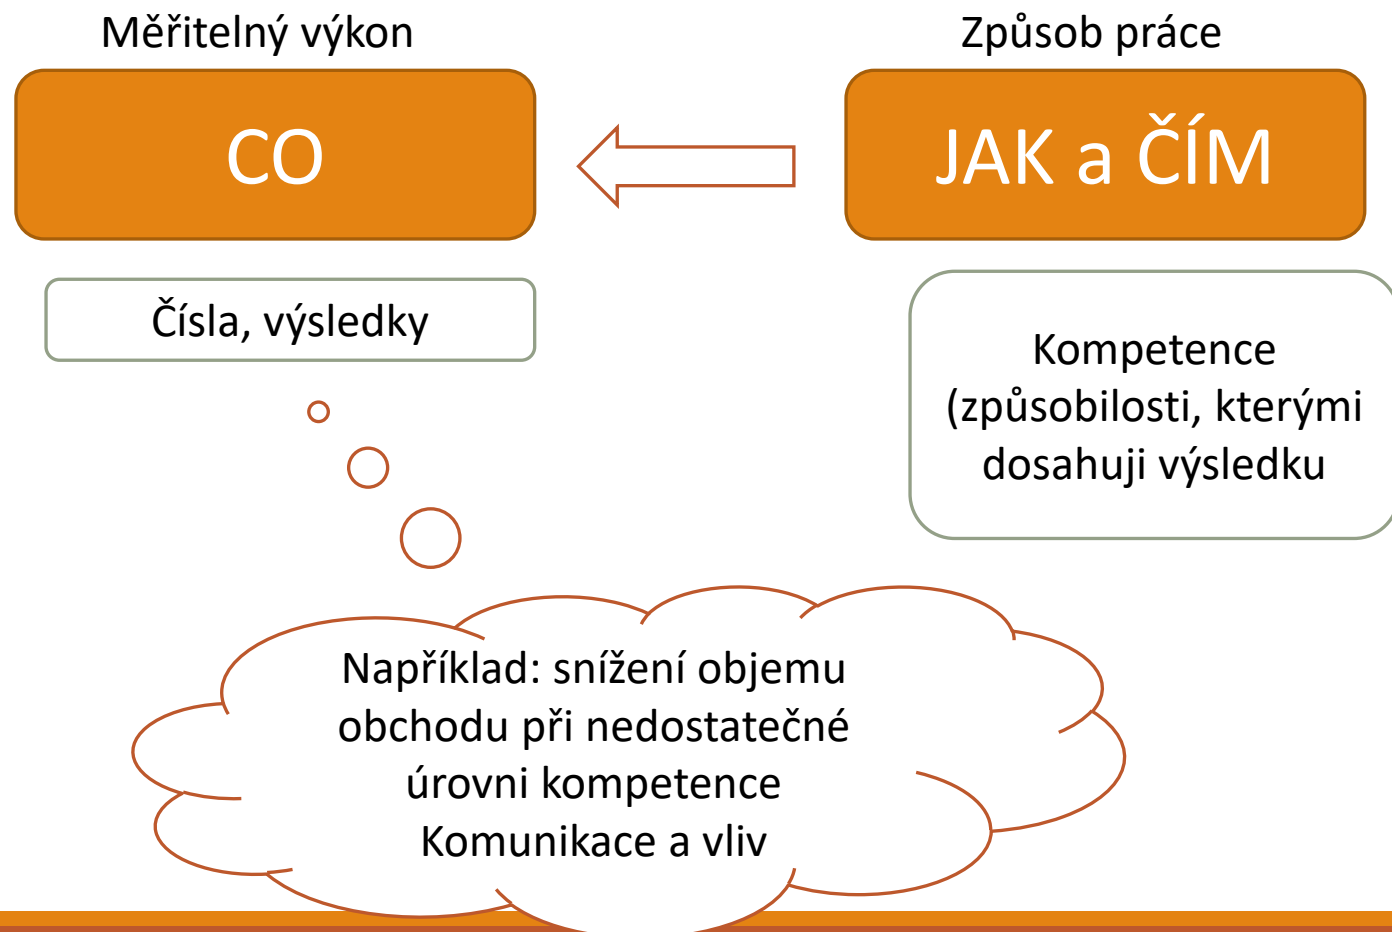 Měřitelný výkon
CO
Čísla, výsledky
Způsob práce
JAK a ČÍM
Kompetence
(způsobilosti, kterými
dosahuji výsledku
Například: snížení objemu
obchodu při nedostatečné
úrovni kompetence
Komunikace a vliv